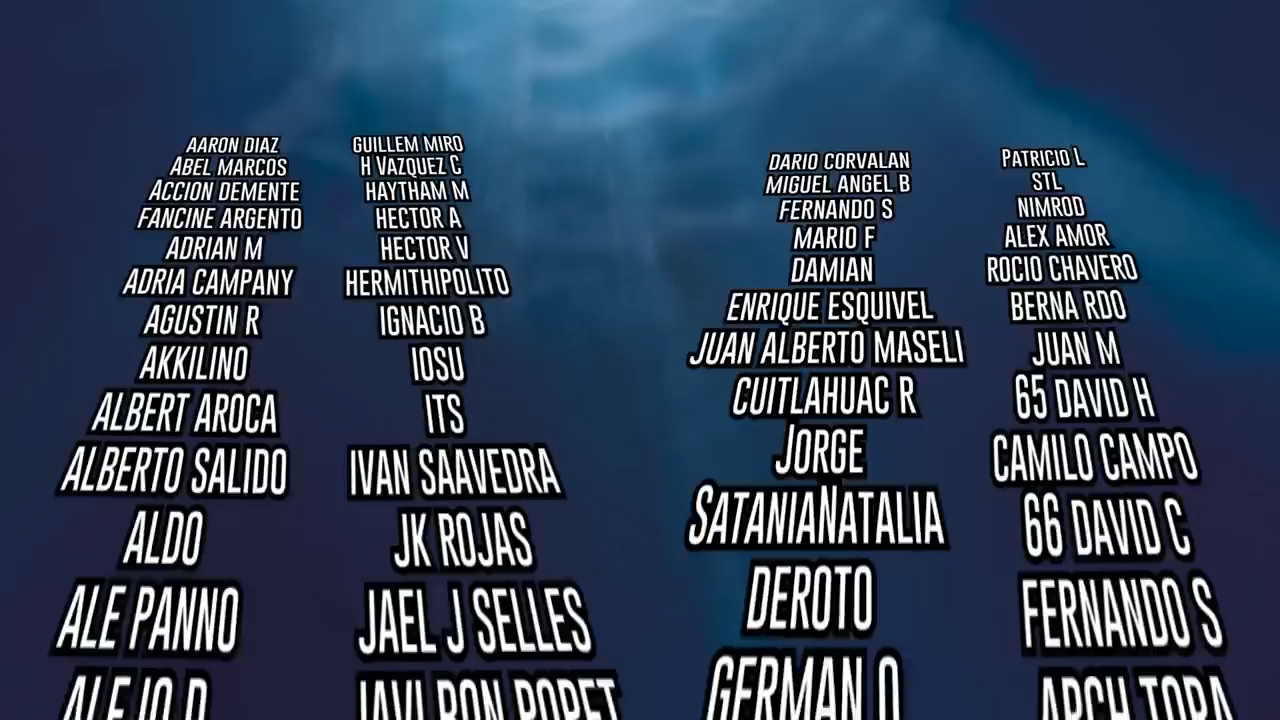 AARON DIAZ
ABEL MARCOS
ACCION DEMENTE
FANCINE ARGENTO
ADRIAN M
ADRIA CAMPANY
AGUSTIN R
AKKILINO
ALBERT AROCA
ALBERTO SALIDO
ALDO
ALE PANNO
GUILLEM MIRO
H VAZQUEZ C
HAYTHAM M
HECTOR A
HECTOR V
HERMITHIPOLITO
IGNACIO B
IOSU
ITS
IVAN SAAVEDRA
JK ROJAS
JAEL J SELLES
DARIO CORVALAN
MIGUEL ANGEL B
FERNANDO S
MARIO F
DAMIAN
ENRIQUE ESQUIVEL
JUAN ALBERTO MASELI
CUITLAHUAC R
JORGE
SATANIANATALIA
DEROTO
GERMAN
PATRICIO L
STL
NIMROD
ALEX AMOR
ROCIO CHAVERO
BERNA RDO
JUAN M
65 DAVID H
CAMILO CAMPO
66 DAVID C
FERNANDO S